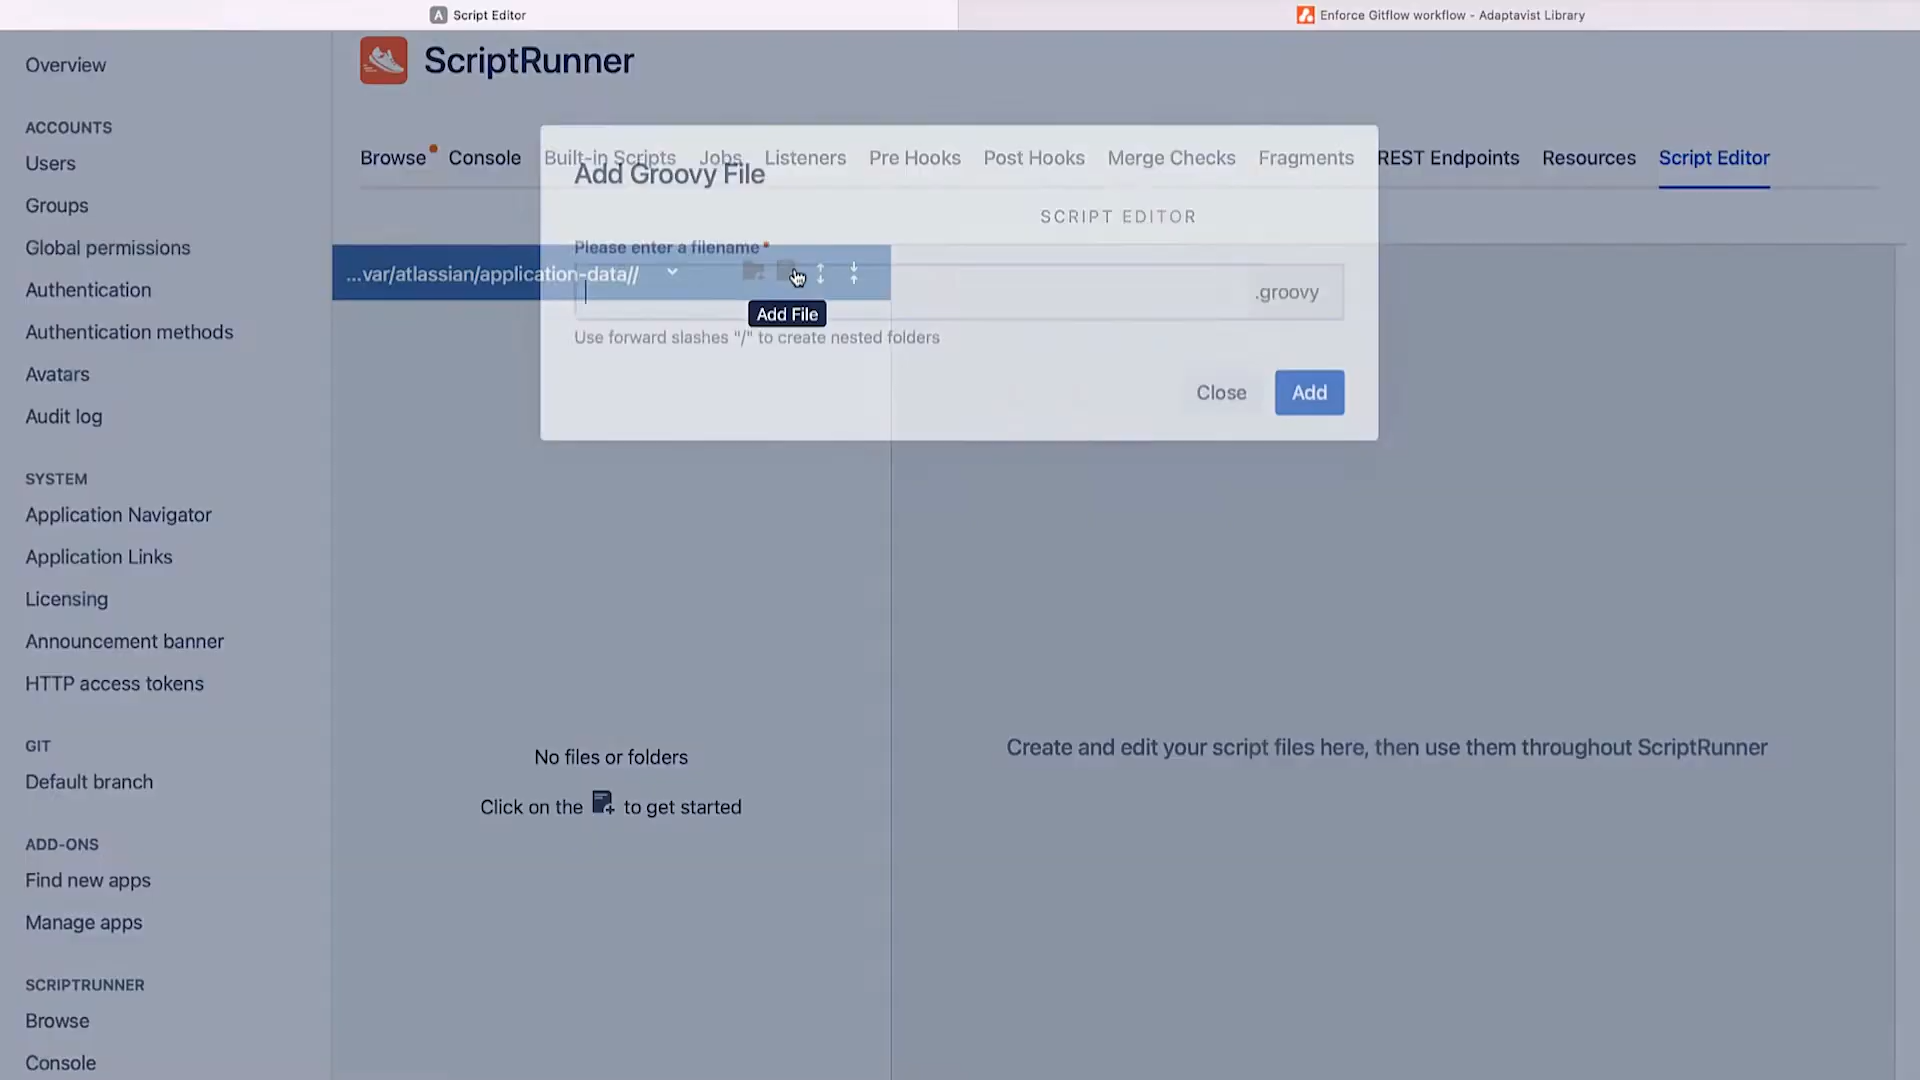 Script Editor
Enforce Gitflow workflow - Adaptavist Library
ScriptRunner
Overview
ACCOUNTS
Users
Groups
Global permissions
Authentication
Authentication methods
Avatars
Audit log
SYSTEM
Application Navigator
Application Links
Licensing
Announcement banner
HTTP access tokens
GIT
Default branch
ADD-ONS
Find new apps
Manage apps
SCRIPTRUNNER
Browse
Console
Browse Console Built-in Scripts Jobs Listeners Pre Hooks Post Hooks Merge Checks Fragments REST Endpoints Resources Script Editor
Add Groovy File
SCRIPT EDITOR
Please enter a filename *
...var/atlassian/application-data//
.groovy
Add File
Use forward slashes "/" to create nested folders
Close Add
No files or folders
Click on the to get started
Create and edit your script files here, then use them throughout ScriptRunner